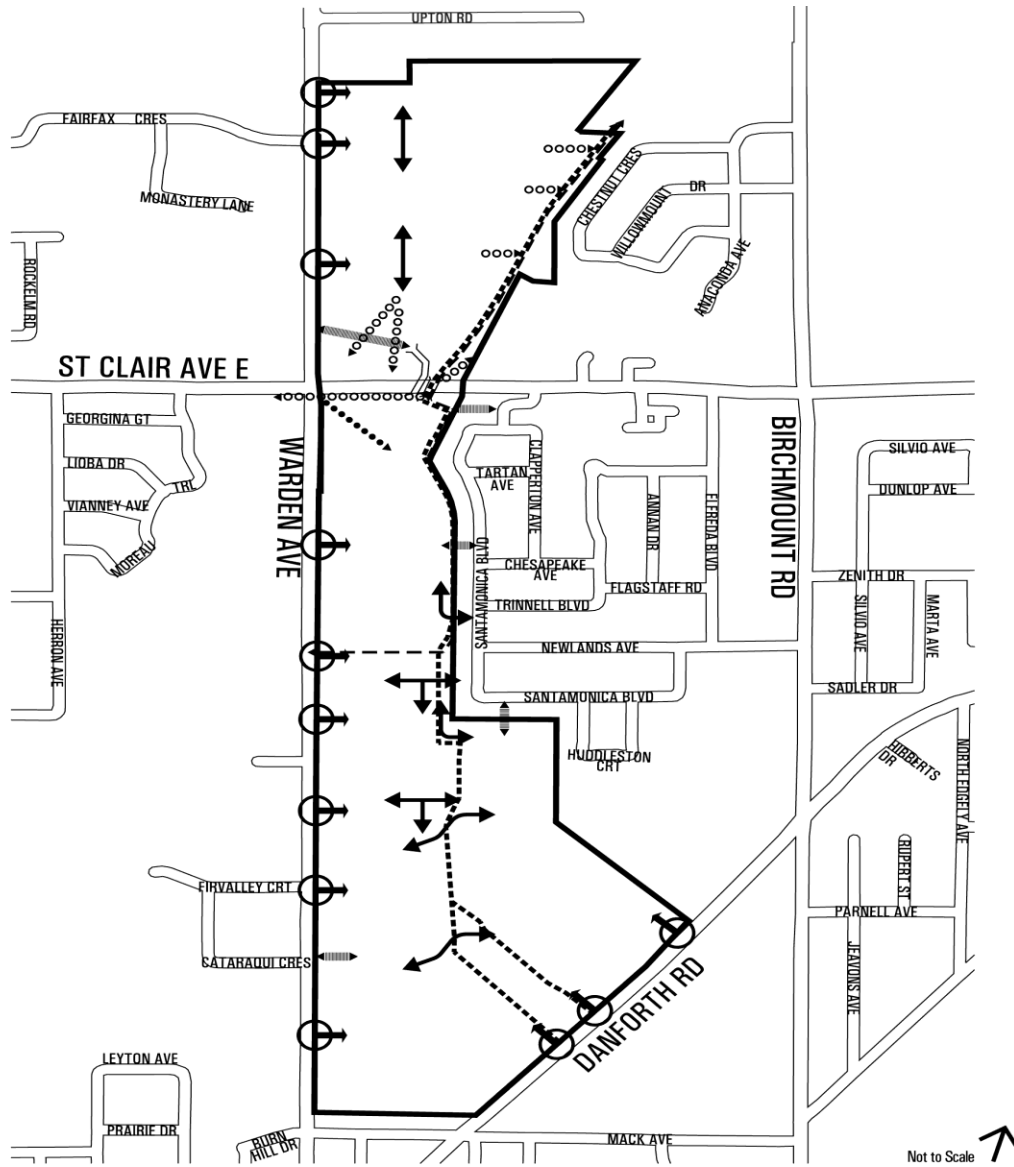 UPTON RD
FAIRFAX CRES
MONASTERY LANE
CHESTNUT CRES
WILLOWMOUNT DR
ANACONDA AVE
ROCKELM RD
ST CLAIR AVE E
GEORGINA GT
LIOBA DR
VIANNEY AVE
MOREAU TRL
WARDEN AVE
HERRON AVE
TARTAN
AVE
CLAPPERTON AVE
SANTAMONICA BLVD
CHESAPEAKE
AVE
TRINNELL BLVD
ANNAN DR
ELFREDA BLVD
FLAGSTAFF RD
NEWLANDS AVE
SANTAMONICA BLVD
HUDDLESTON
CRT
BIRCHMOUNT RD
SILVIO AVE
DUNLOP AVE
ZENITH DR
SILVIO AVE
MARTA AVE
SADLER DR
HIBBERTS
DR
NORTH EDGELY AVE
RUPERT ST
PARNELL AVE
JEAVONS AVE
FIRVALLEY CRT
CATARAQUI CRES
DANFORTH RD
LEYTON AVE
PRAIRIE DR
BURN
HILL DR
MACK AVE
Not to Scale